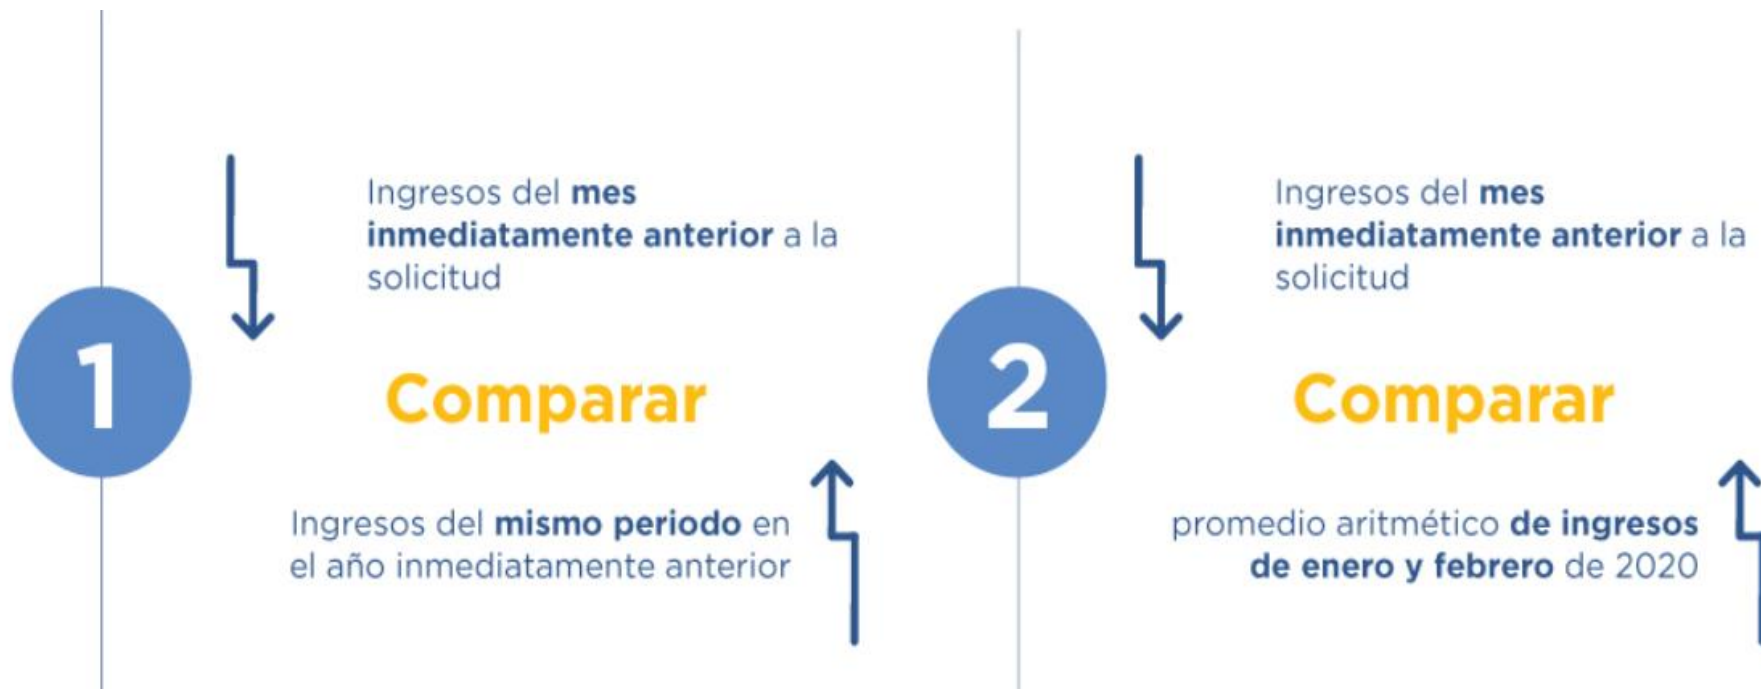 1
Ingresos del mes
inmediatamente anterior a la
solicitud
Comparar
Ingresos del mismo periodo en
el año inmediatamente anterior
2
Ingresos del mes
inmediatamente anterior a la
solicitud
Comparar
promedio aritmético de ingresos
de enero y febrero de 2020